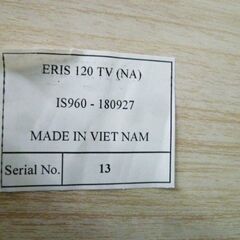 ERIS 120 TV (NA)
IS960 - 180927
MADE IN VIET NAM
Serial No. 13